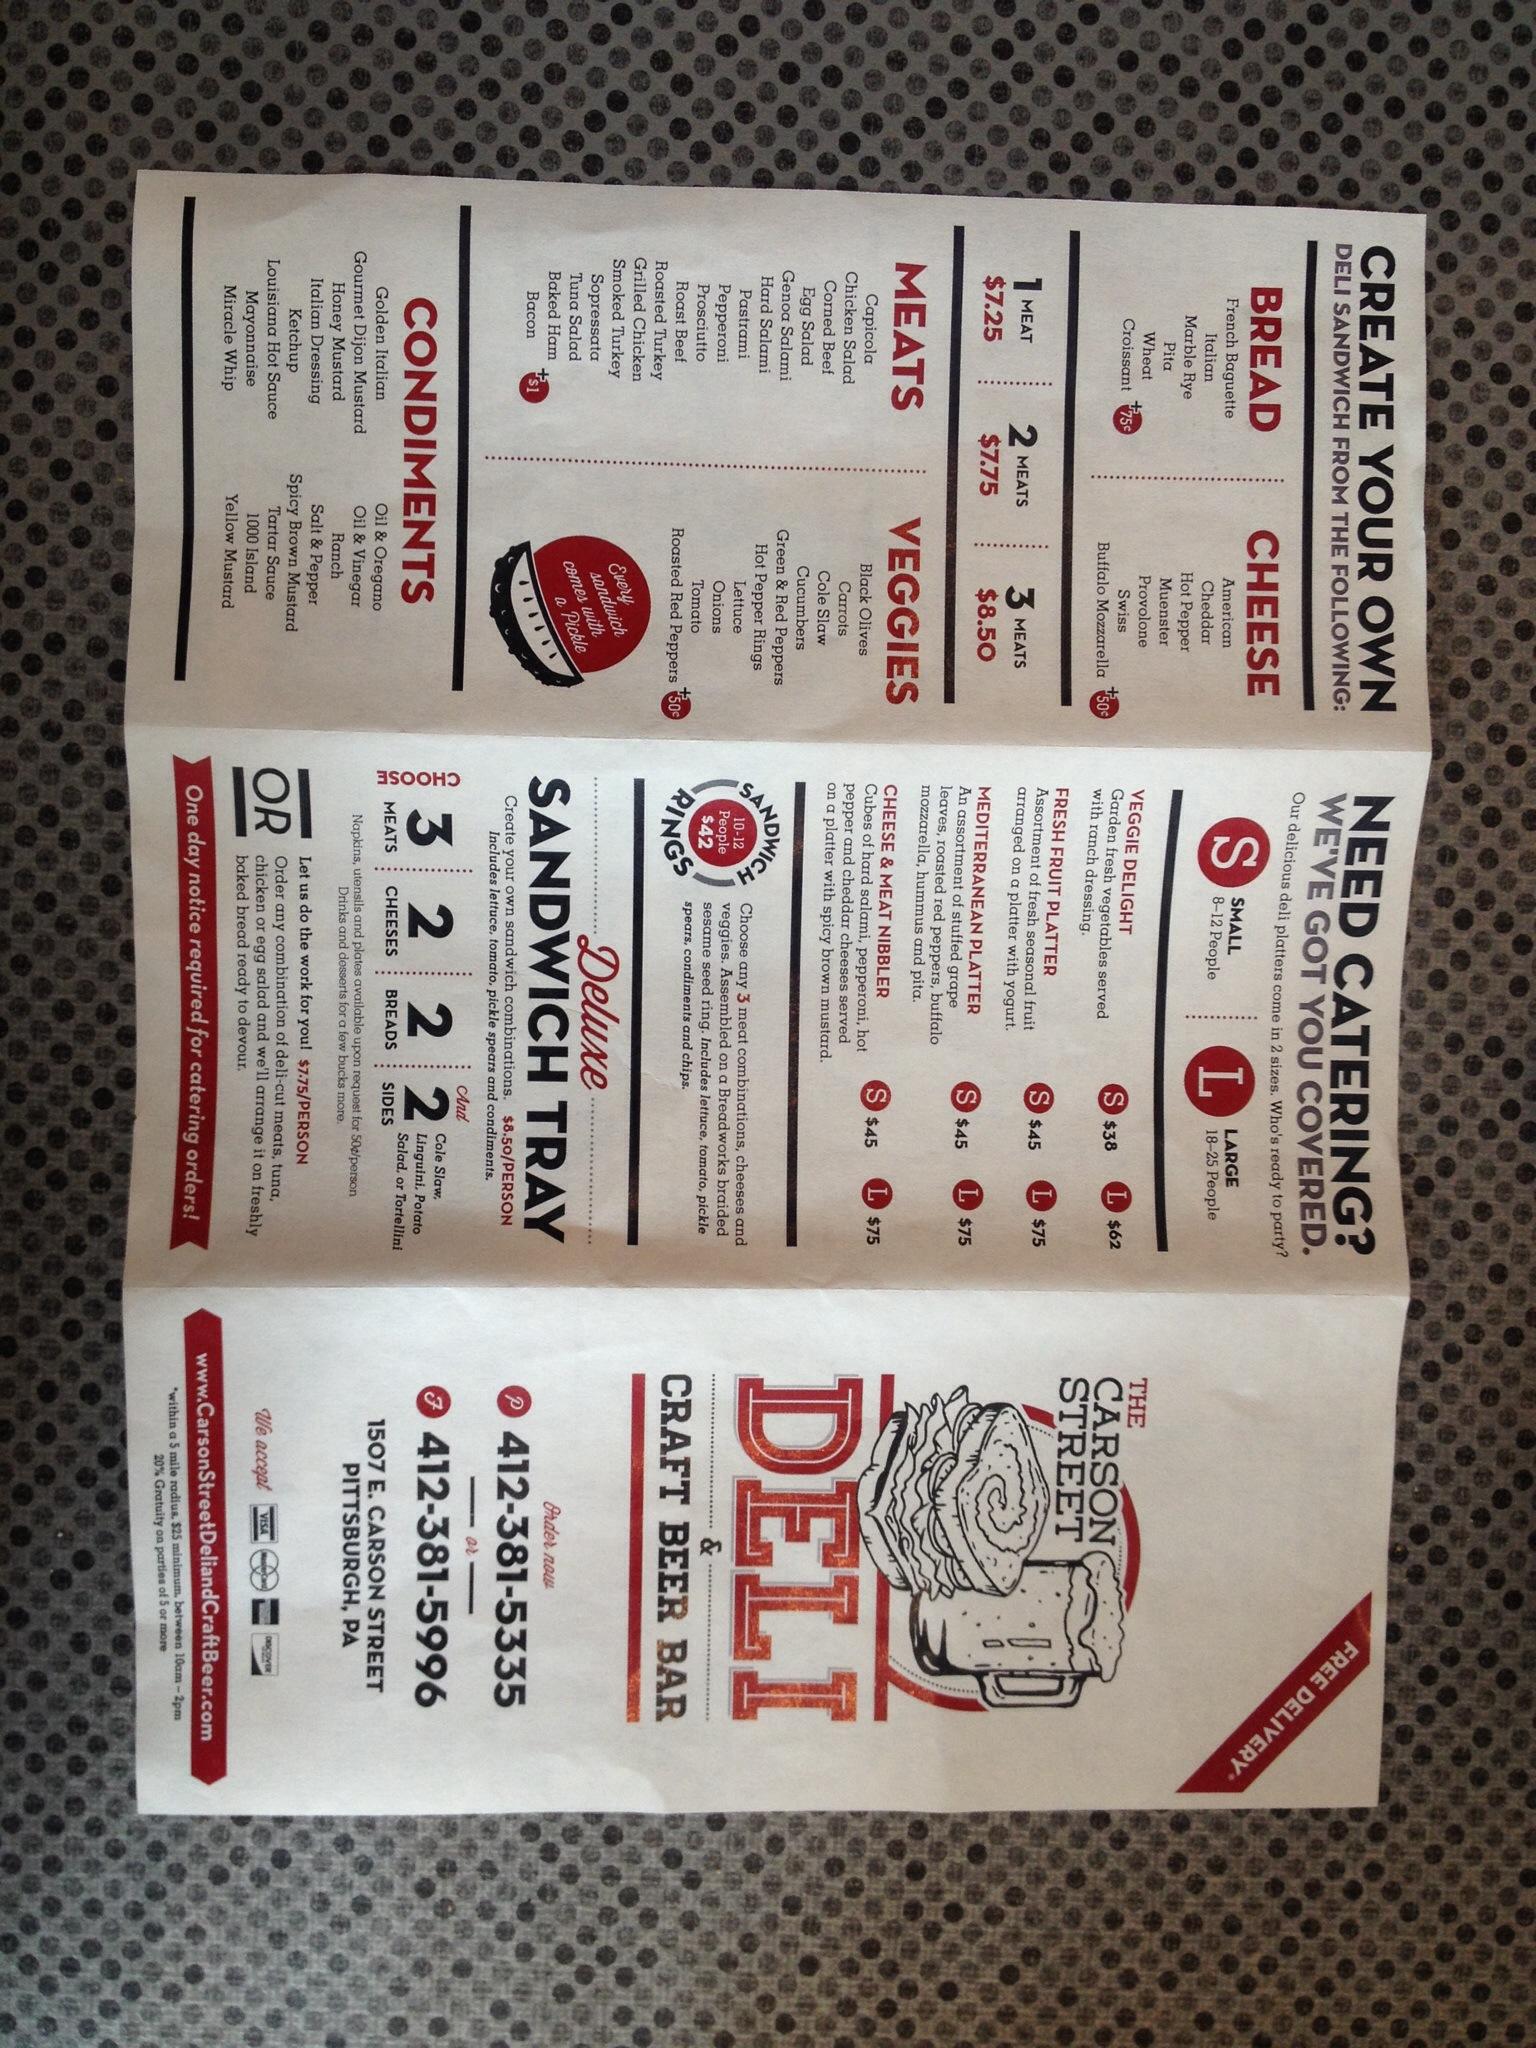 CREATE YOUR OWN
DELI SANDWICH FROM THE FOLLOWING:
BREAD
French Baguette
Italian
Marble Rye
Pita
Wheat
Croissant +75¢
CHEESE
American
Cheddar
Hot Pepper
Muenster
Provolone
Swiss
Buffalo Mozzarella +50¢
1 MEAT
$7.25
2 MEATS
$7.75
3 MEATS
$8.50
MEATS
Capicola
Chicken Salad
Corned Beef
Egg Salad
Genoa Salami
Hard Salami
Pastrami
Pepperoni
Prosciutto
Roast Beef
Roasted Turkey
Grilled Chicken
Smoked Turkey
Sopressata
Tuna Salad
Baked Ham
Bacon +$1
VEGGIES
Black Olives
Carrots
Cole Slaw
Cucumbers
Green & Red Peppers
Hot Pepper Rings
Lettuce
Onions
Tomato
Roasted Red Peppers +50¢
Every
sandwich
comes with
a Pickle
CONDIMENTS
Golden Italian
Gourmet Dijon Mustard
Honey Mustard
Italian Dressing
Ketchup
Louisiana Hot Sauce
Mayonnaise
Miracle Whip
Oil & Oregano
Oil & Vinegar
Ranch
Salt & Pepper
Spicy Brown Mustard
Tartar Sauce
1000 Island
Yellow Mustard
NEED CATERING?
WE'VE GOT YOU COVERED.
Our delicious deli platters come in 2 sizes. Who's ready to party?
S SMALL
8-12 People
L LARGE
18-25 People
VEGGIE DELIGHT
Garden fresh vegetables served
with ranch dressing.
S $38 L $62
FRESH FRUIT PLATTER
Assortment of fresh seasonal fruit
arranged on a platter with yogurt.
S $45 L $75
MEDITERRANEAN PLATTER
An assortment of stuffed grape
leaves, roasted red peppers, buffalo
mozzarella, hummus and pita.
S $45 L $75
CHEESE & MEAT NIBBLER
Cubes of hard salami, pepperoni, hot
pepper and cheddar cheeses served
on a platter with spicy brown mustard.
S $45 L $75
SANDWICH
10-12
People
$42
RINGS
Choose any 3 meat combinations, cheeses and
veggies. Assembled on a Breadworks braided
sesame seed ring. Includes lettuce, tomato, pickle
spears, condiments and chips.
Deluxe
SANDWICH TRAY
Create your own sandwich combinations. $8.50/PERSON
Includes lettuce, tomato, pickle spears and condiments.
CHOOSE
3 MEATS
2 CHEESES
2 BREADS
And
2 SIDES
Cole Slaw,
Linguini, Potato
Salad, or Tortellini
Napkins, utensils and plates available upon request for 50¢/person
Drinks and desserts for a few bucks more.
OR
Let us do the work for you! $7.75/PERSON
Order any combination of deli-cut meats, tuna,
chicken or egg salad and we'll arrange it on freshly
baked bread ready to devour.
One day notice required for catering orders!
FREE DELIVERY*
THE
CARSON
STREET
DELI
&
CRAFT BEER BAR
Order now
P 412-381-5335
or
F 412-381-5996
1507 E. CARSON STREET
PITTSBURGH, PA
We accept
VISA
DISCOVER
www.CarsonStreetDeliandCraftBeer.com
*within a 5 mile radius, $25 minimum, between 10am - 2pm
20% Gratuity on parties of 5 or more